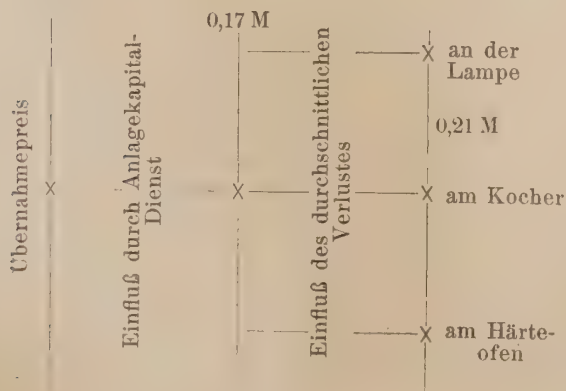 0,17 M
Übernahmepreis
Einfluß durch Anlagekapital-
Dienst
Einfluß des durchschnittlichen
Verlustes
an der
Lampe
0,21 M
am Kocher
am Härte-
ofen